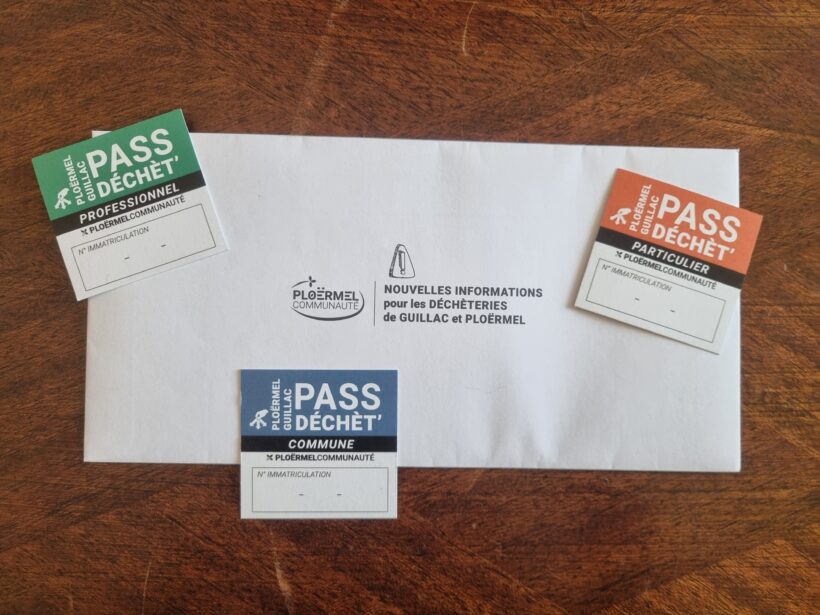 PLOËRMEL
GUILLAC
PASS
DÉCHÈT'
PROFESSIONNEL
PLOËRMELCOMMUNAUTÉ
N° IMMATRICULATION
- -
PLOËRMEL
GUILLAC
PASS
DÉCHÈT'
PARTICULIER
PLOËRMELCOMMUNAUTÉ
N° IMMATRICULATION
- -
PLOËRMEL
COMMUNAUTÉ
NOUVELLES INFORMATIONS
pour les DÉCHÈTERIES
de GUILLAC et PLOËRMEL
PLOËRMEL
GUILLAC
PASS
DÉCHÈT'
COMMUNE
PLOËRMELCOMMUNAUTÉ
N° IMMATRICULATION
- -